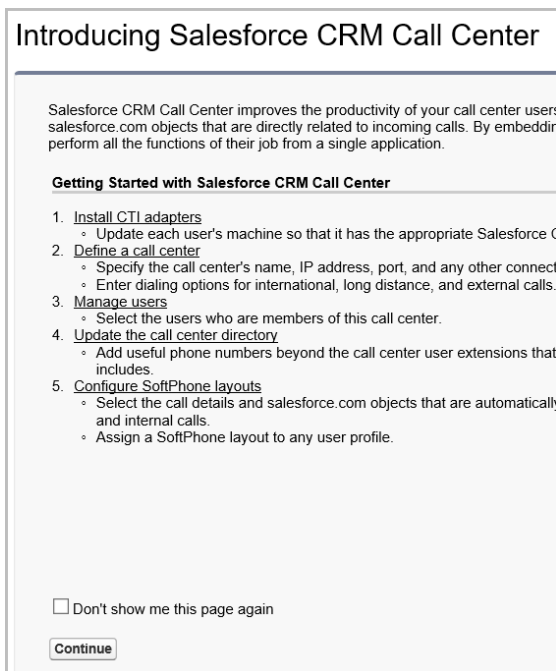 Introducing Salesforce CRM Call Center
Salesforce CRM Call Center improves the productivity of your call center users
salesforce.com objects that are directly related to incoming calls. By embeddin
perform all the functions of their job from a single application.
Getting Started with Salesforce CRM Call Center
1. Install CTI adapters
◦ Update each user's machine so that it has the appropriate Salesforce C
2. Define a call center
◦ Specify the call center's name, IP address, port, and any other connect
◦ Enter dialing options for international, long distance, and external calls.
3. Manage users
◦ Select the users who are members of this call center.
4. Update the call center directory
◦ Add useful phone numbers beyond the call center user extensions that
includes.
5. Configure SoftPhone layouts
◦ Select the call details and salesforce.com objects that are automatically
and internal calls.
◦ Assign a SoftPhone layout to any user profile.
Don't show me this page again
Continue